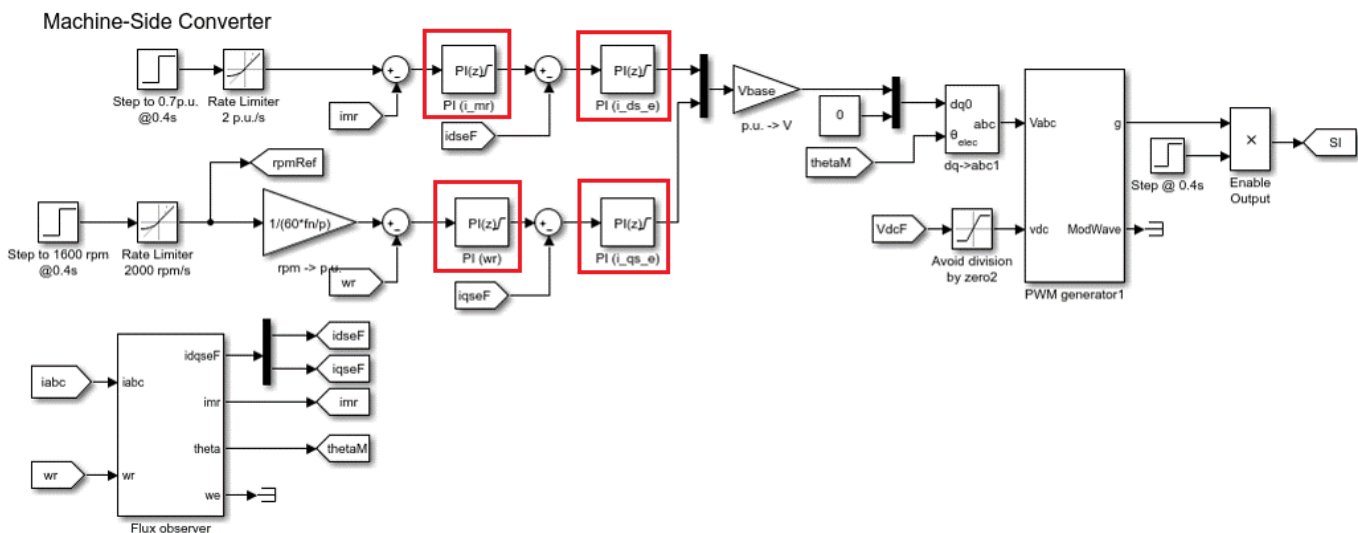 Machine-Side Converter
Step to 0.7p.u.
@0.4s
Rate Limiter
2 p.u./s
imr
+
-
PI(z)
PI (i_mr)
idseF
+
-
PI(z)
PI (i_ds_e)
Vbase
p.u. -> V
0
thetaM
dq0
abc
θelec
dq->abc1
Vabc
g
vdc
ModWave
PWM generator1
Step @ 0.4s
×
Enable
Output
SI
VdcF
Avoid division
by zero2
rpmRef
Step to 1600 rpm
@0.4s
Rate Limiter
2000 rpm/s
1/(60*fn/p)
rpm -> p.u.
wr
+
-
PI(z)
PI (wr)
iqseF
+
-
PI(z)
PI (i_qs_e)
iabc
wr
iabc
wr
idqseF
imr
theta
we
Flux observer
idseF
iqseF
imr
thetaM